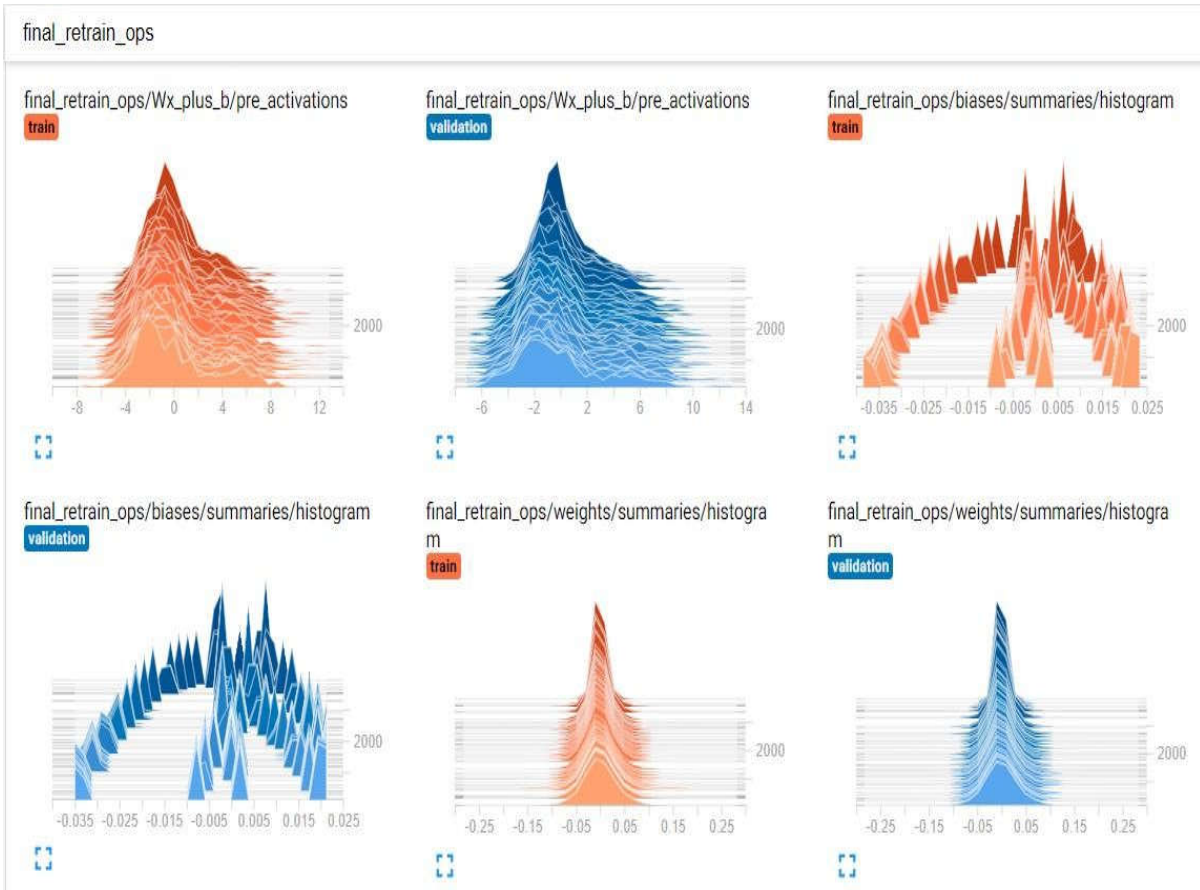 final_retrain_ops
final_retrain_ops/Wx_plus_b/pre_activations
train
-8 -4 0 4 8 12
2000
final_retrain_ops/Wx_plus_b/pre_activations
validation
-6 -2 2 6 10 14
2000
final_retrain_ops/biases/summaries/histogram
train
-0.035 -0.025 -0.015 -0.005 0.005 0.015 0.025
2000
final_retrain_ops/biases/summaries/histogram
validation
-0.035 -0.025 -0.015 -0.005 0.005 0.015 0.025
2000
final_retrain_ops/weights/summaries/histogra
m
train
-0.25 -0.15 -0.05 0.05 0.15 0.25
2000
final_retrain_ops/weights/summaries/histogra
m
validation
-0.25 -0.15 -0.05 0.05 0.15 0.25
2000